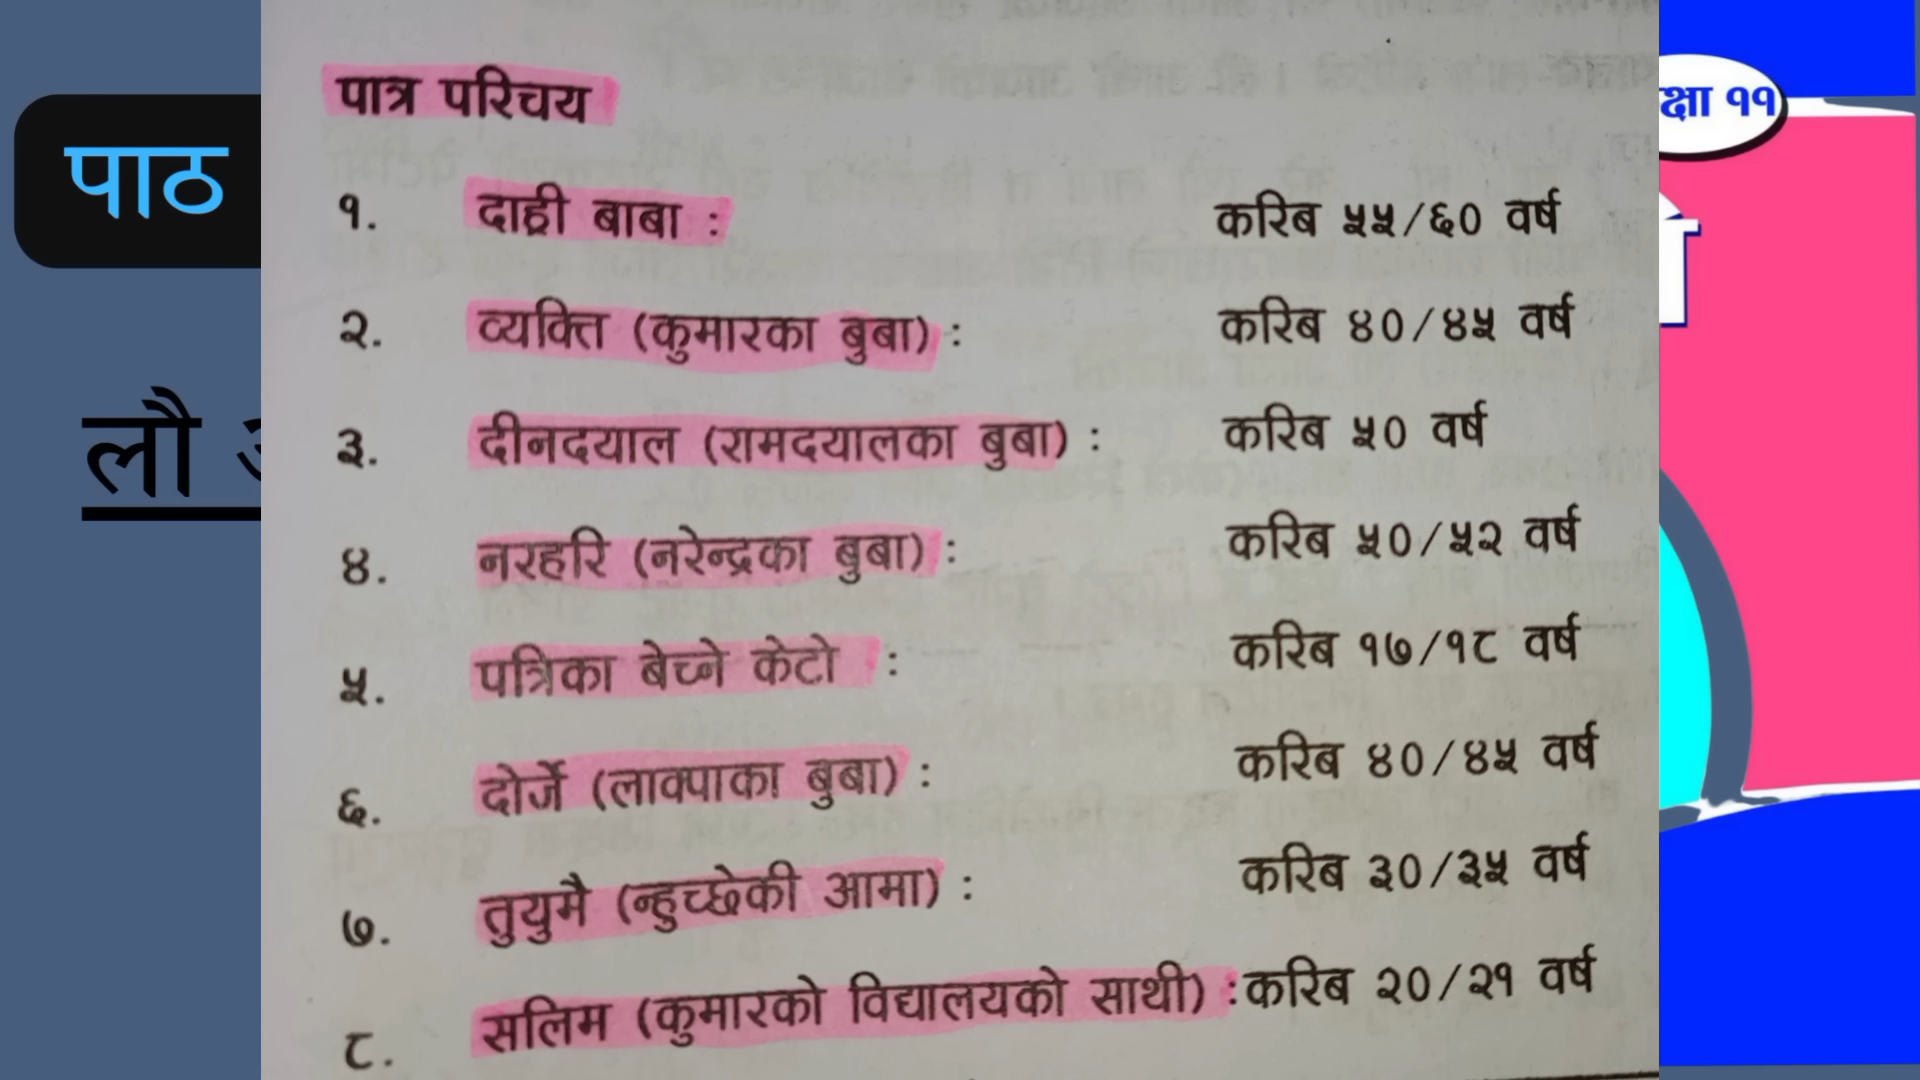 पात्र परिचय
१. दाह्री बाबा : करिब ५५/६० वर्ष
२. व्यक्ति (कुमारका बुबा) : करिब ४०/४५ वर्ष
३. दीनदयाल (रामदयालका बुबा) : करिब ५० वर्ष
४. नरहरि (नरेन्द्रका बुबा) : करिब ५०/५२ वर्ष
५. पत्रिका बेच्ने केटो : करिब १७/१८ वर्ष
६. दोर्जे (लाक्पाका बुबा) : करिब ४०/४५ वर्ष
७. तुयुमै (न्हुच्छेकी आमा) : करिब ३०/३५ वर्ष
८. सलिम (कुमारको विद्यालयको साथी) : करिब २०/२१ वर्ष
पाठ
लौ
क्षा ११